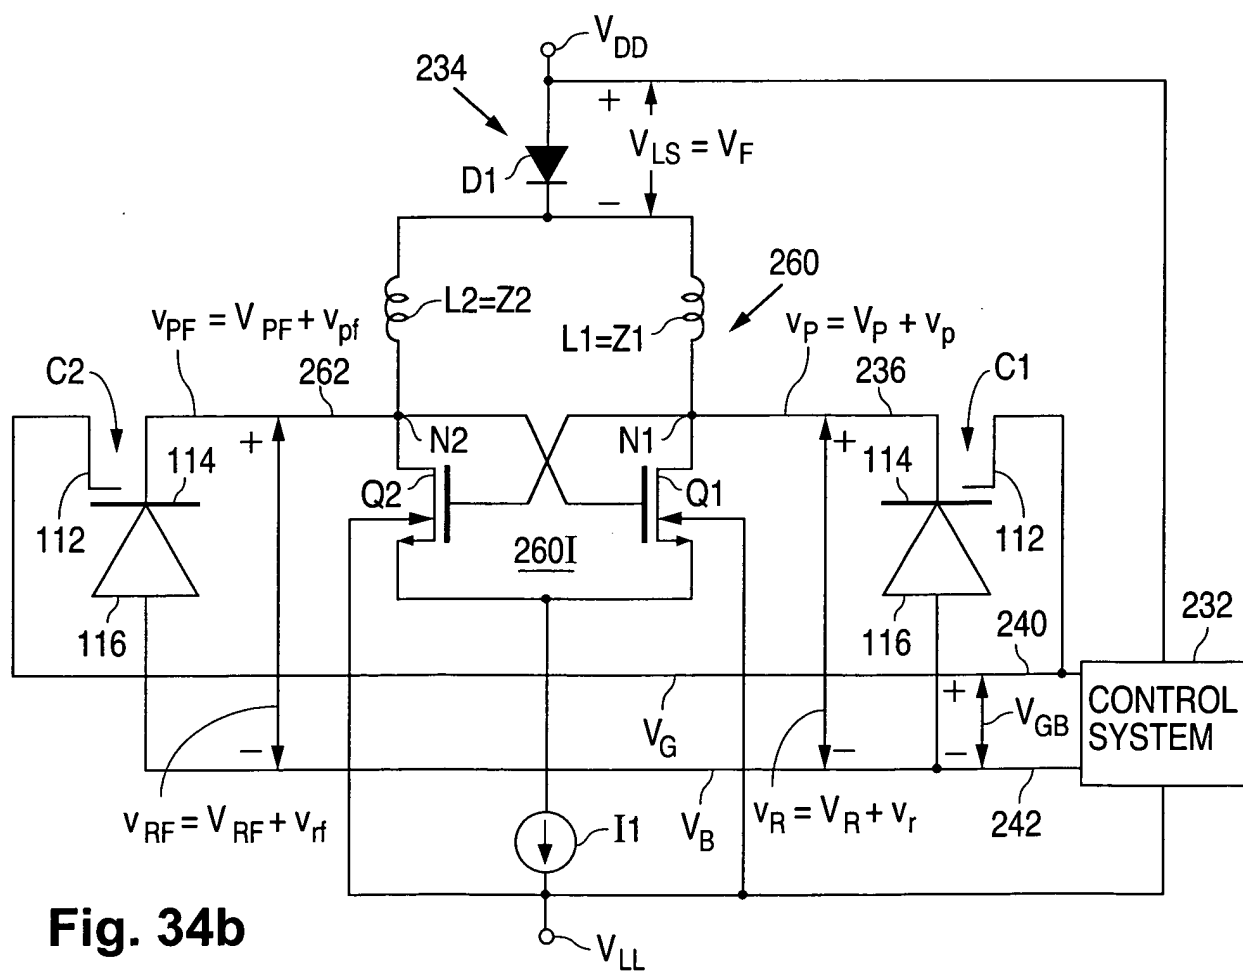 V_DD
234
+
V_LS = V_F
D1
−
260
L2=Z2
L1=Z1
v_PF = V_PF + v_pf
v_P = V_P + v_p
C2
262
236
C1
+
N2
N1
+
114
Q2
Q1
114
112
260I
112
116
116
240
232
+
V_GB
CONTROL
SYSTEM
−
V_G
−
−
v_RF = V_RF + v_rf
V_B
v_R = V_R + v_r
242
I1
Fig. 34b
V_LL